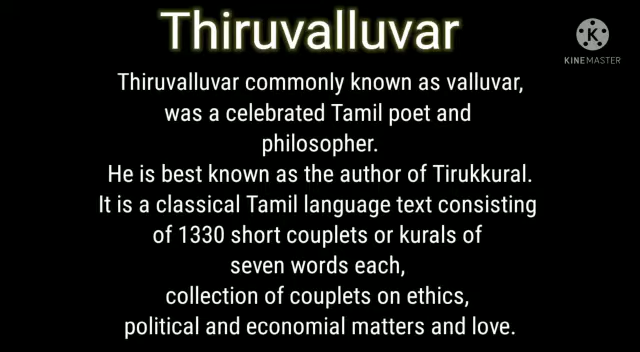 Thiruvalluvar
K
KINEMASTER
Thiruvalluvar commonly known as valluvar,
was a celebrated Tamil poet and
philosopher.
He is best known as the author of Tirukkural.
It is a classical Tamil language text consisting
of 1330 short couplets or kurals of
seven words each,
collection of couplets on ethics,
political and economial matters and love.